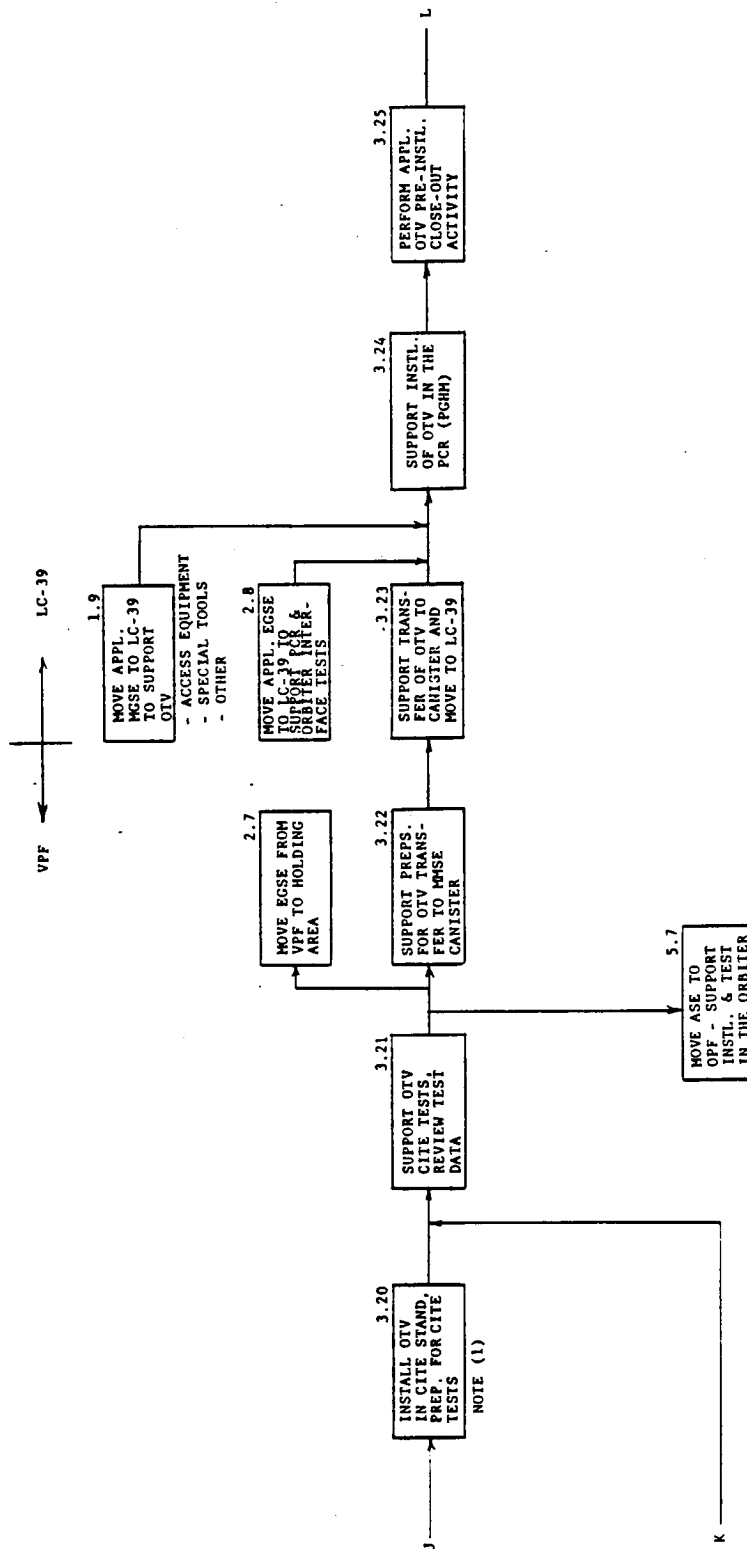 VPF
LC-39
1.9
MOVE APPL.
MGSE TO LC-39
TO SUPPORT
OTV
- ACCESS EQUIPMENT
- SPECIAL TOOLS
- OTHER
2.7
MOVE EGSE FROM
VPF TO HOLDING
AREA
2.8
MOVE APPL. EGSE
TO LC-39 TO
SUPPORT PCR &
ORBITER INTER-
FACE TESTS
J
3.20
INSTALL OTV
IN CITE STAND,
PREP. FOR CITE
TESTS
NOTE (1)
3.21
SUPPORT OTV
CITE TESTS,
REVIEW TEST
DATA
3.22
SUPPORT PREPS.
FOR OTV TRANS-
FER TO MMSE
CANISTER
3.23
SUPPORT TRANS-
FER OF OTV TO
CANISTER AND
MOVE TO LC-39
3.24
SUPPORT INSTL.
OF OTV IN THE
PCR (PGHM)
3.25
PERFORM APPL.
OTV PRE-INSTL.
CLOSE-OUT
ACTIVITY
L
K
5.7
MOVE ASE TO
OPF - SUPPORT
INSTL. & TEST
IN THE ORBITER